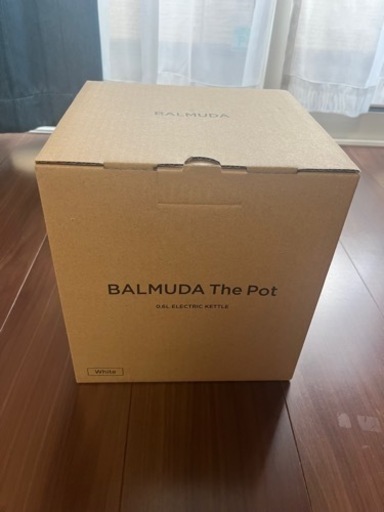 BALMUDA
BALMUDA The Pot
0.6L ELECTRIC KETTLE
White